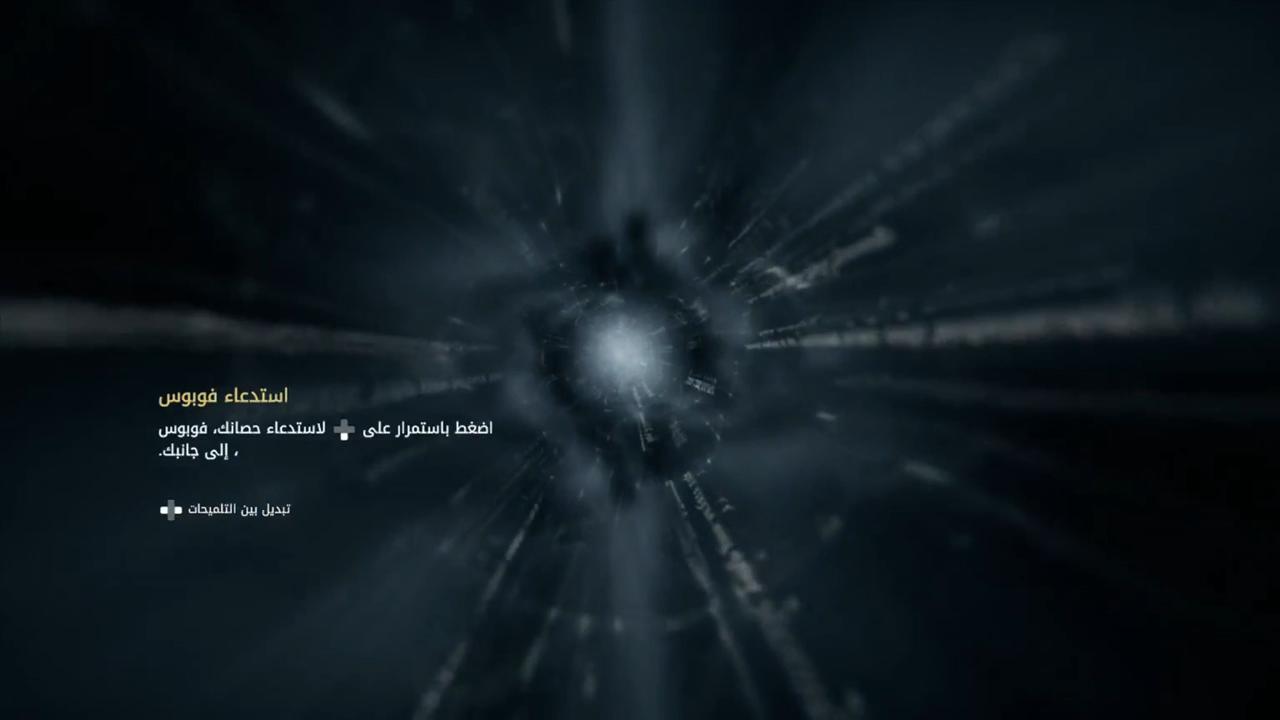 استدعاء فوبوس
اضغط باستمرار على لاستدعاء حصانك، فوبوس
، إلى جانبك.
تبديل بين التلميحات